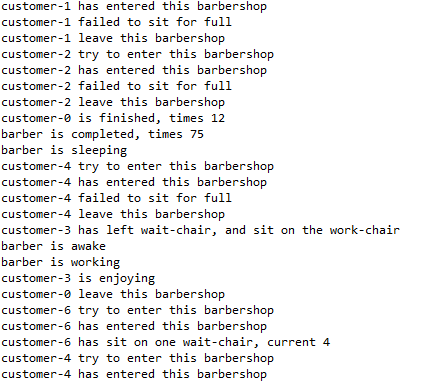 customer-1 has entered this barbershop
customer-1 failed to sit for full
customer-1 leave this barbershop
customer-2 try to enter this barbershop
customer-2 has entered this barbershop
customer-2 failed to sit for full
customer-2 leave this barbershop
customer-0 is finished, times 12
barber is completed, times 75
barber is sleeping
customer-4 try to enter this barbershop
customer-4 has entered this barbershop
customer-4 failed to sit for full
customer-4 leave this barbershop
customer-3 has left wait-chair, and sit on the work-chair
barber is awake
barber is working
customer-3 is enjoying
customer-0 leave this barbershop
customer-6 try to enter this barbershop
customer-6 has entered this barbershop
customer-6 has sit on one wait-chair, current 4
customer-4 try to enter this barbershop
customer-4 has entered this barbershop